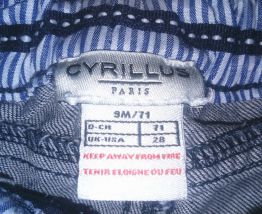 CYRILLUS
PARIS
9M/71
D-CH 71
UK-USA 28
KEEP AWAY FROM FIRE
TENIR ELOIGNE DU FEU